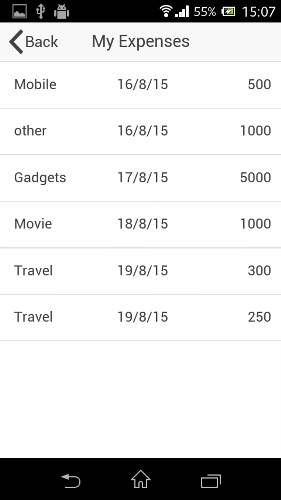 55% 15:07
Back My Expenses
Mobile 16/8/15 500
other 16/8/15 1000
Gadgets 17/8/15 5000
Movie 18/8/15 1000
Travel 19/8/15 300
Travel 19/8/15 250